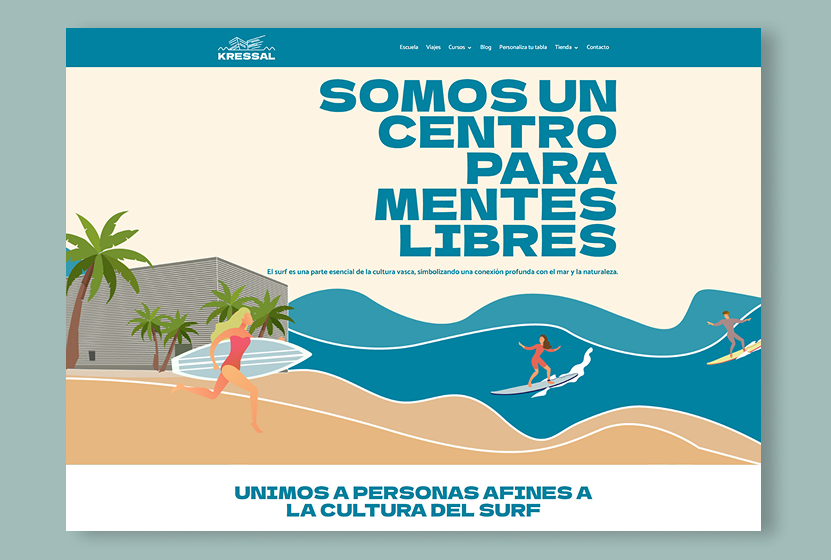 KRESSAL
Escuela Viajes Cursos Blog Personaliza tu tabla Tienda Contacto
SOMOS UN
CENTRO
PARA
MENTES
LIBRES
El surf es una parte esencial de la cultura vasca, simbolizando una conexión profunda con el mar y la naturaleza.
UNIMOS A PERSONAS AFINES A
LA CULTURA DEL SURF